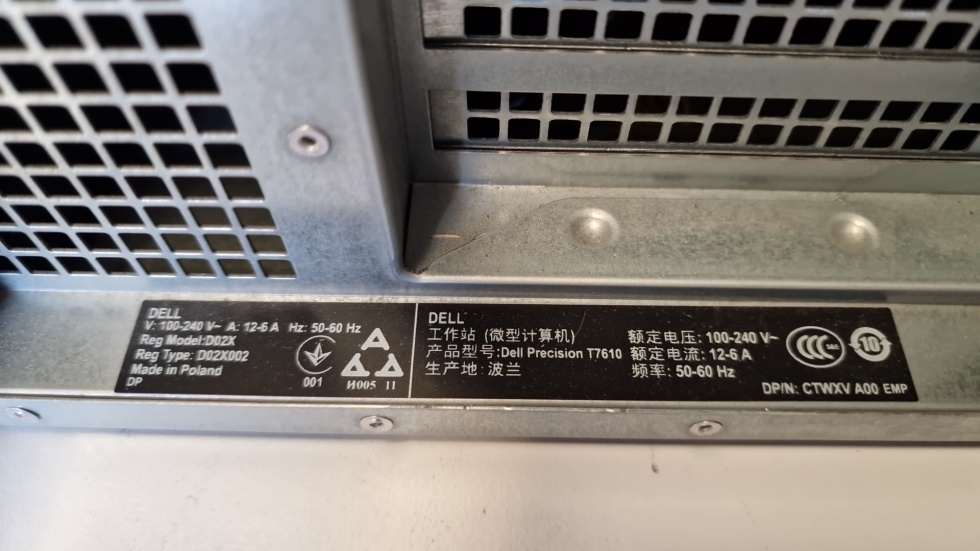 DELL
V: 100-240 V~ A: 12-6 A Hz: 50-60 Hz
Reg Model:D02X
Reg Type: D02X002
Made in Poland
DP
001
И005 11
DELL
工作站 (微型计算机)
产品型号:Dell Precision T7610
生产地: 波兰
额定电压: 100-240 V~
额定电流: 12-6 A
频率: 50-60 Hz
10
DP/N: CTWXV A00 EMP